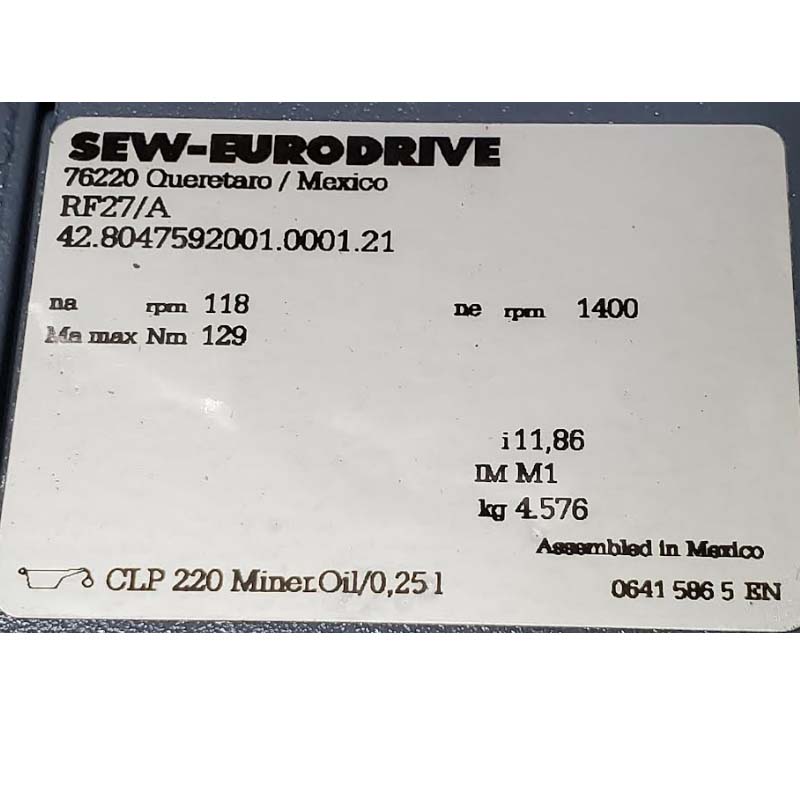 SEW-EURODRIVE
76220 Queretaro / Mexico
RF27/A
42.8047592001.0001.21
na rpm 118 ne rpm 1400
Ma max Nm 129
i 11,86
IM M1
kg 4.576
Assembled in Mexico
CLP 220 Miner.Oil/0,25 l 0641 586 5 EN